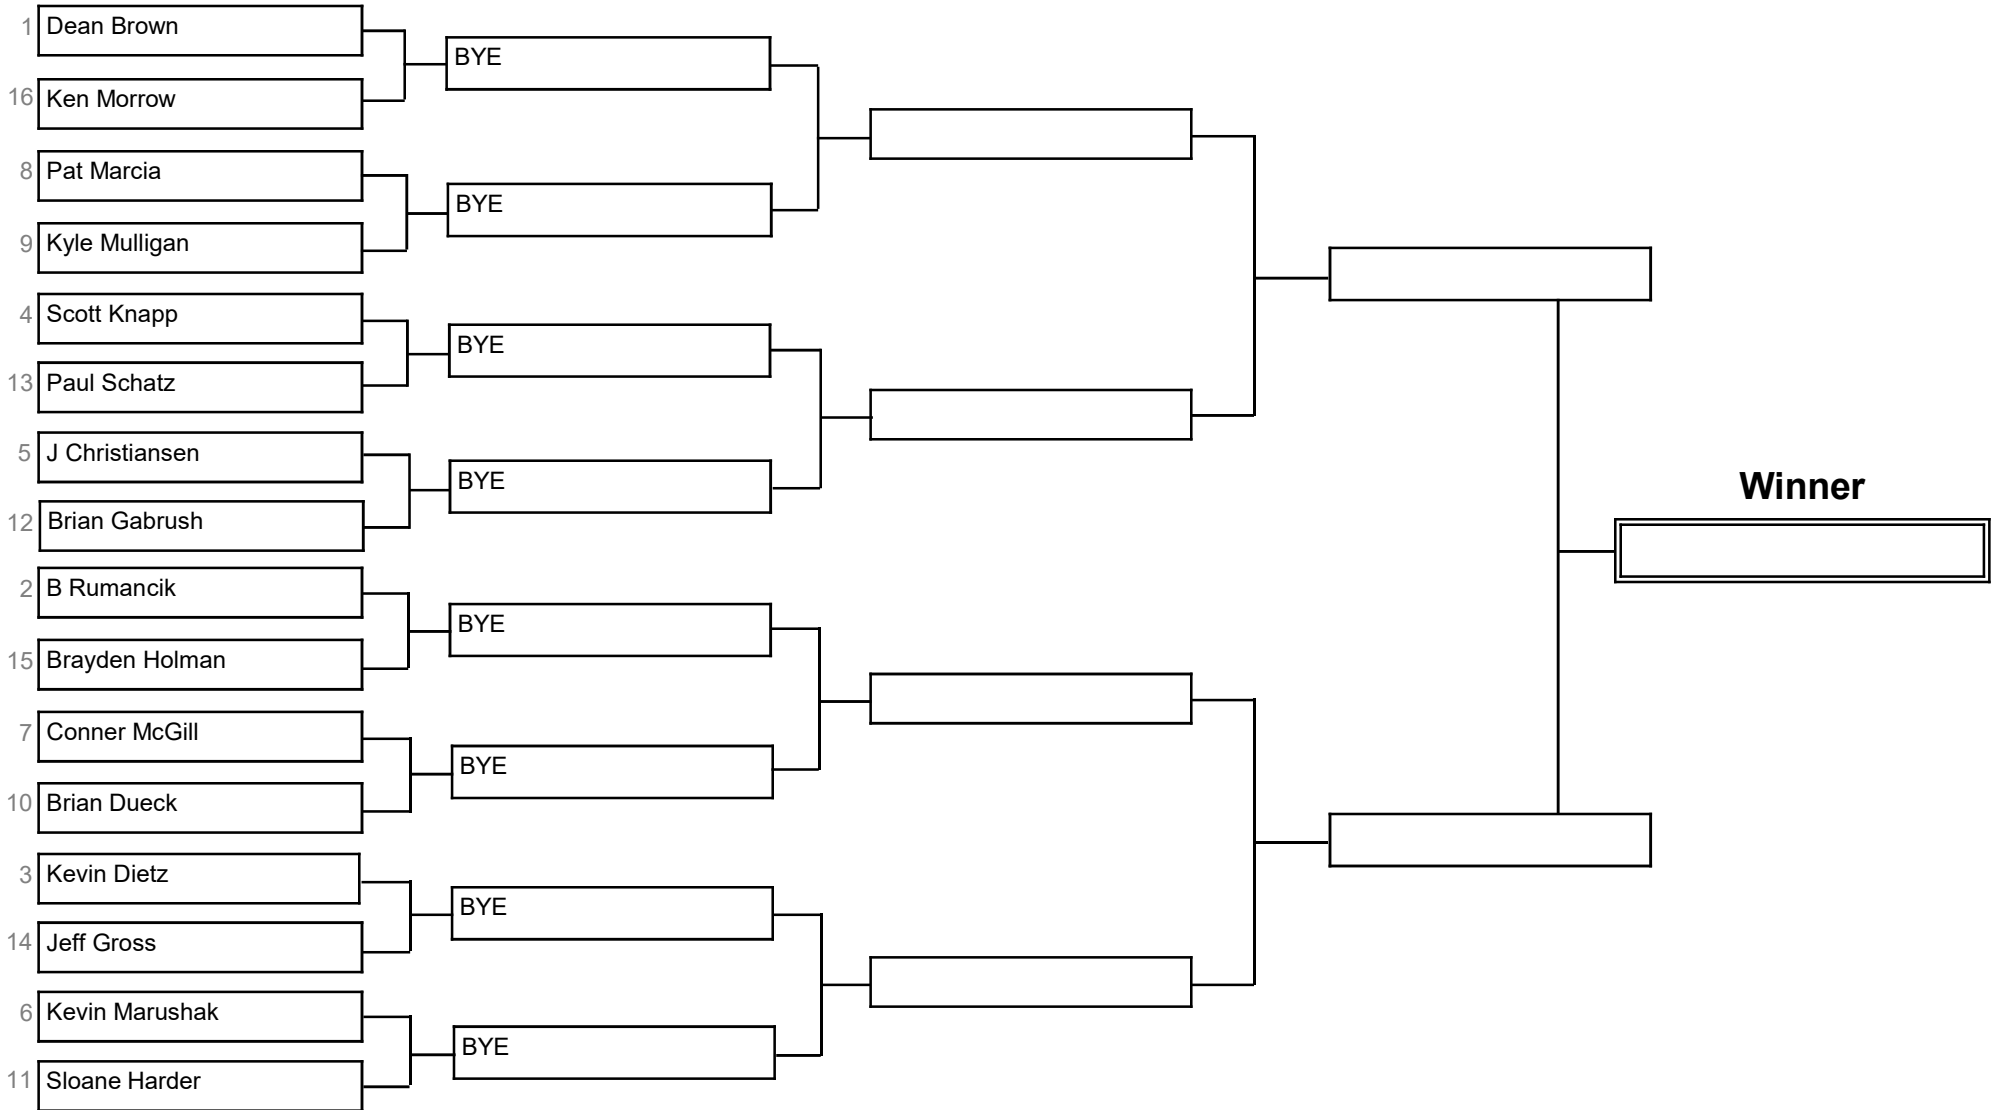 1 Dean Brown
BYE
16 Ken Morrow
8 Pat Marcia
BYE
9 Kyle Mulligan
4 Scott Knapp
BYE
13 Paul Schatz
5 J Christiansen
BYE
12 Brian Gabrush
Winner
2 B Rumancik
BYE
15 Brayden Holman
7 Conner McGill
BYE
10 Brian Dueck
3 Kevin Dietz
BYE
14 Jeff Gross
6 Kevin Marushak
BYE
11 Sloane Harder